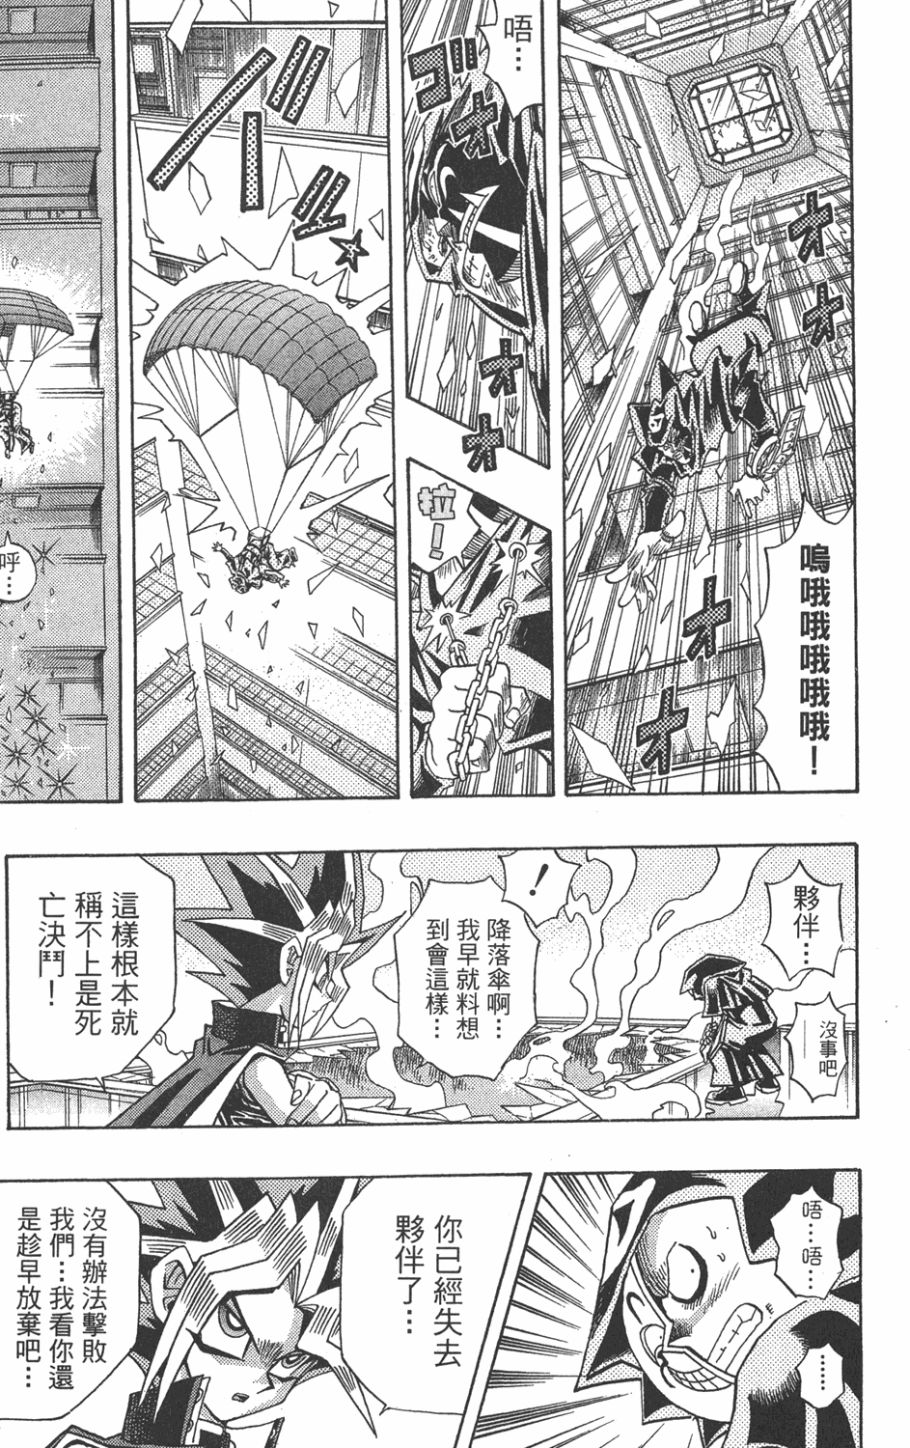 嗚哦哦哦哦哦！
オ
オ
オ
オ
唔…
ゴ
オ
オ
オ
拉！
呼…
夥伴…
沒事吧
！
降落傘啊…
我早就料想
到會這樣…
這樣根本就
稱不上是死
亡決鬥！
唔…唔…
……
你已經失去
夥伴了…
沒有辦法擊敗
我們…我看你還
是趁早放棄吧…